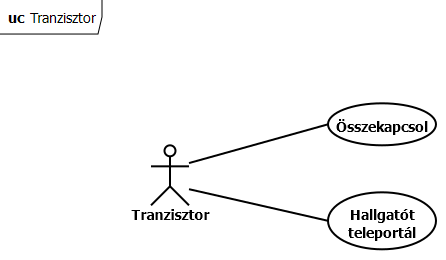 uc Tranzisztor
Összekapcsol
Tranzisztor
Hallgatót
teleportál